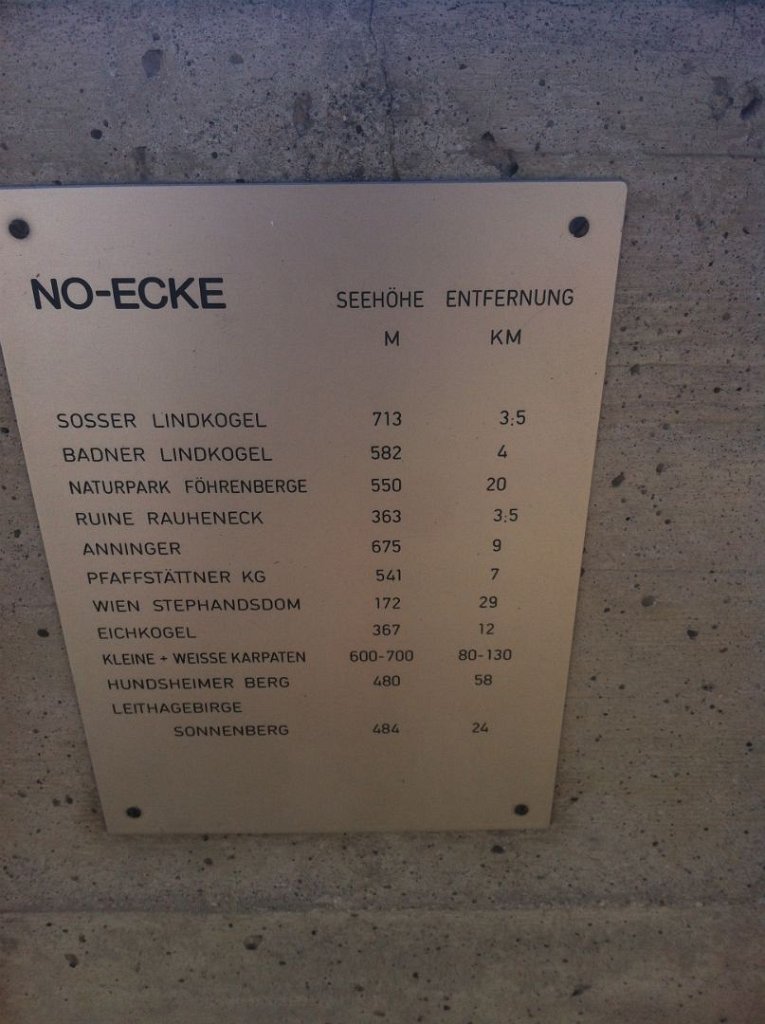 NO-ECKE SEEHÖHE ENTFERNUNG
M KM
SOSSER LINDKOGEL 713 3,5
BADNER LINDKOGEL 582 4
NATURPARK FÖHRENBERGE 550 20
RUINE RAUHENECK 363 3,5
ANNINGER 675 9
PFAFFSTÄTTNER KG 541 7
WIEN STEPHANDSDOM 172 29
EICHKOGEL 367 12
KLEINE + WEISSE KARPATEN 600-700 80-130
HUNDSHEIMER BERG 480 58
LEITHAGEBIRGE
SONNENBERG 484 24